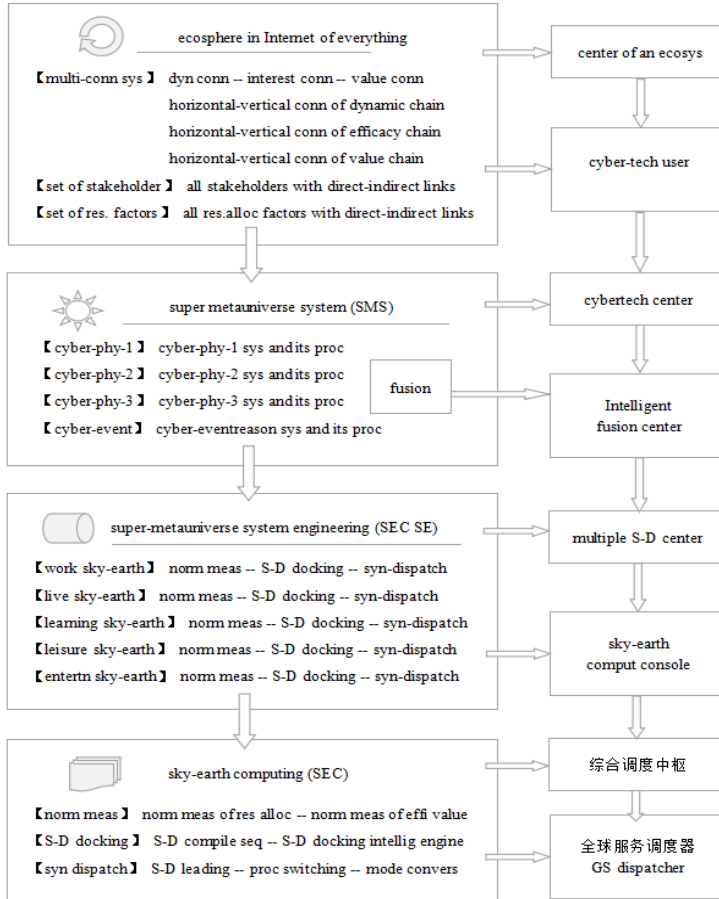 ecosphere in Internet of everything
【multi-conn sys】 dyn conn -- interest conn -- value conn
horizontal-vertical conn of dynamic chain
horizontal-vertical conn of efficacy chain
horizontal-vertical conn of value chain
【set of stakeholder】 all stakeholders with direct-indirect links
【set of res. factors】 all res.alloc factors with direct-indirect links
center of an ecosys
cyber-tech user
super metauniverse system (SMS)
【cyber-phy-1】 cyber-phy-1 sys and its proc
【cyber-phy-2】 cyber-phy-2 sys and its proc
【cyber-phy-3】 cyber-phy-3 sys and its proc
【cyber-event】 cyber-eventreason sys and its proc
fusion
cybertech center
Intelligent
fusion center
super-metauniverse system engineering (SEC SE)
【work sky-earth】 norm meas -- S-D docking -- syn-dispatch
【live sky-earth】 norm meas -- S-D docking -- syn-dispatch
【learning sky-earth】 norm meas -- S-D docking -- syn-dispatch
【leisure sky-earth】 norm meas -- S-D docking -- syn-dispatch
【entertn sky-earth】 norm meas -- S-D docking -- syn-dispatch
multiple S-D center
sky-earth
comput console
sky-earth computing (SEC)
【norm meas】 norm meas of res alloc -- norm meas of effi value
【S-D docking】 S-D compile seq -- S-D docking intellig engine
【syn dispatch】 S-D leading -- proc switching -- mode convers
综合调度中枢
全球服务调度器
GS dispatcher